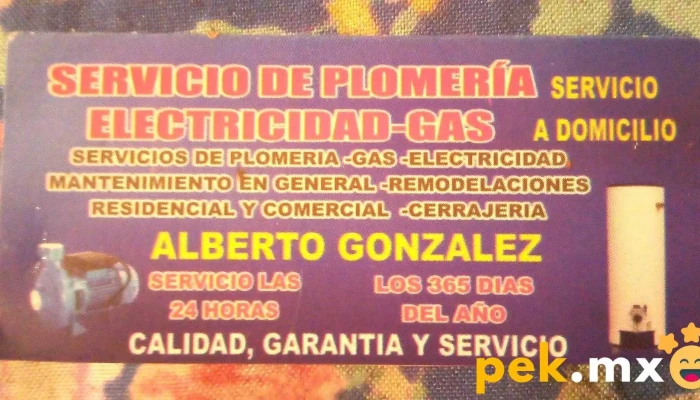 SERVICIO DE PLOMERÍA SERVICIO
ELECTRICIDAD-GAS A DOMICILIO
SERVICIOS DE PLOMERIA -GAS -ELECTRICIDAD
MANTENIMIENTO EN GENERAL -REMODELACIONES
RESIDENCIAL Y COMERCIAL -CERRAJERIA
ALBERTO GONZALEZ
SERVICIO LAS LOS 365 DIAS
24 HORAS DEL AÑO
CALIDAD, GARANTIA Y SERVICIO
pek.mx